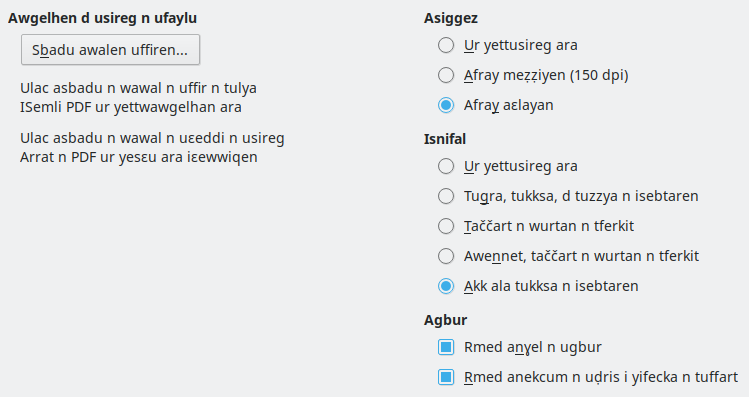 Awgelhen d usireg n ufaylu
Sbadu awalen uffiren...
Ulac asbadu n wawal n uffir n tulya
ISemli PDF ur yettwawgelhan ara
Ulac asbadu n wawal n uɛeddi n usireg
Arrat n PDF ur yesɛu ara iɛewwiqen
Asiggez
Ur yettusireg ara
Afray meẓẓiyen (150 dpi)
Afray aɛlayan
Isnifal
Ur yettusireg ara
Tugra, tukksa, d tuzzya n isebtaren
Taččart n wurtan n tferkit
Awennet, taččart n wurtan n tferkit
Akk ala tukksa n isebtaren
Agbur
Rmed anɣel n ugbur
Rmed anekcum n uḍris i yifecka n tuffart